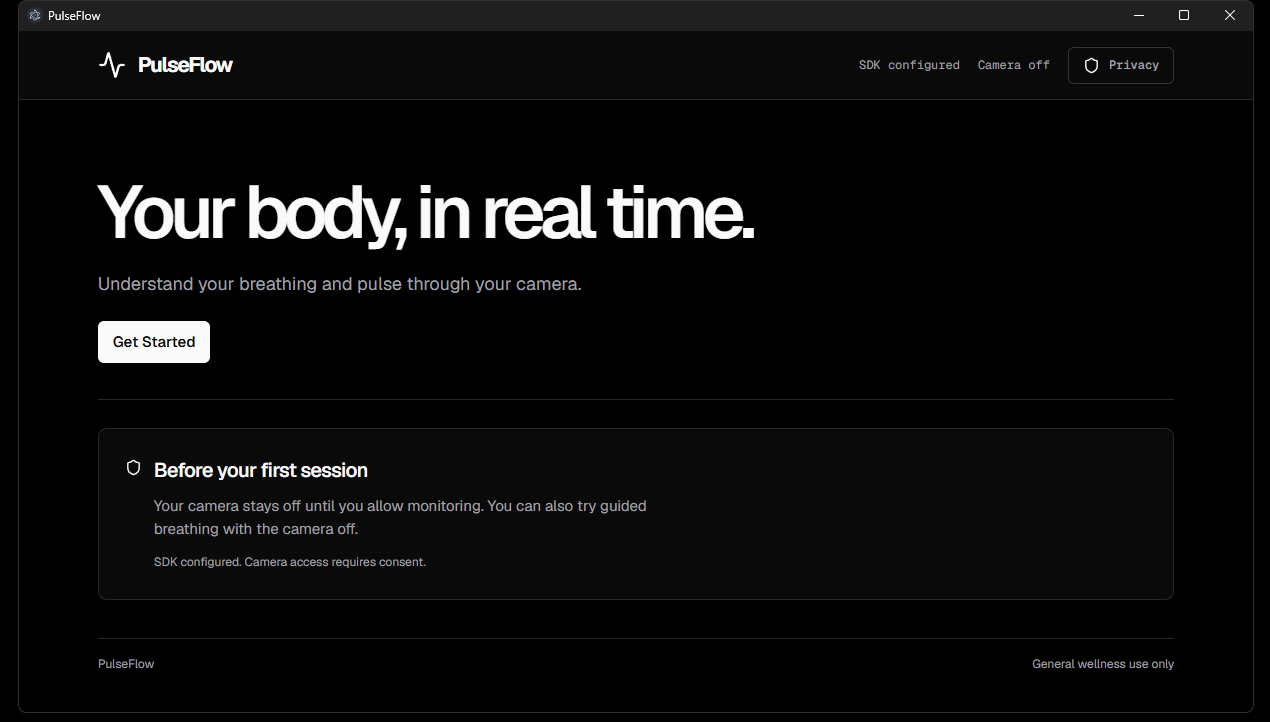 PulseFlow
PulseFlow
SDK configured
Camera off
Privacy
Your body, in real time.
Understand your breathing and pulse through your camera.
Get Started
Before your first session
Your camera stays off until you allow monitoring. You can also try guided
breathing with the camera off.
SDK configured. Camera access requires consent.
PulseFlow
General wellness use only